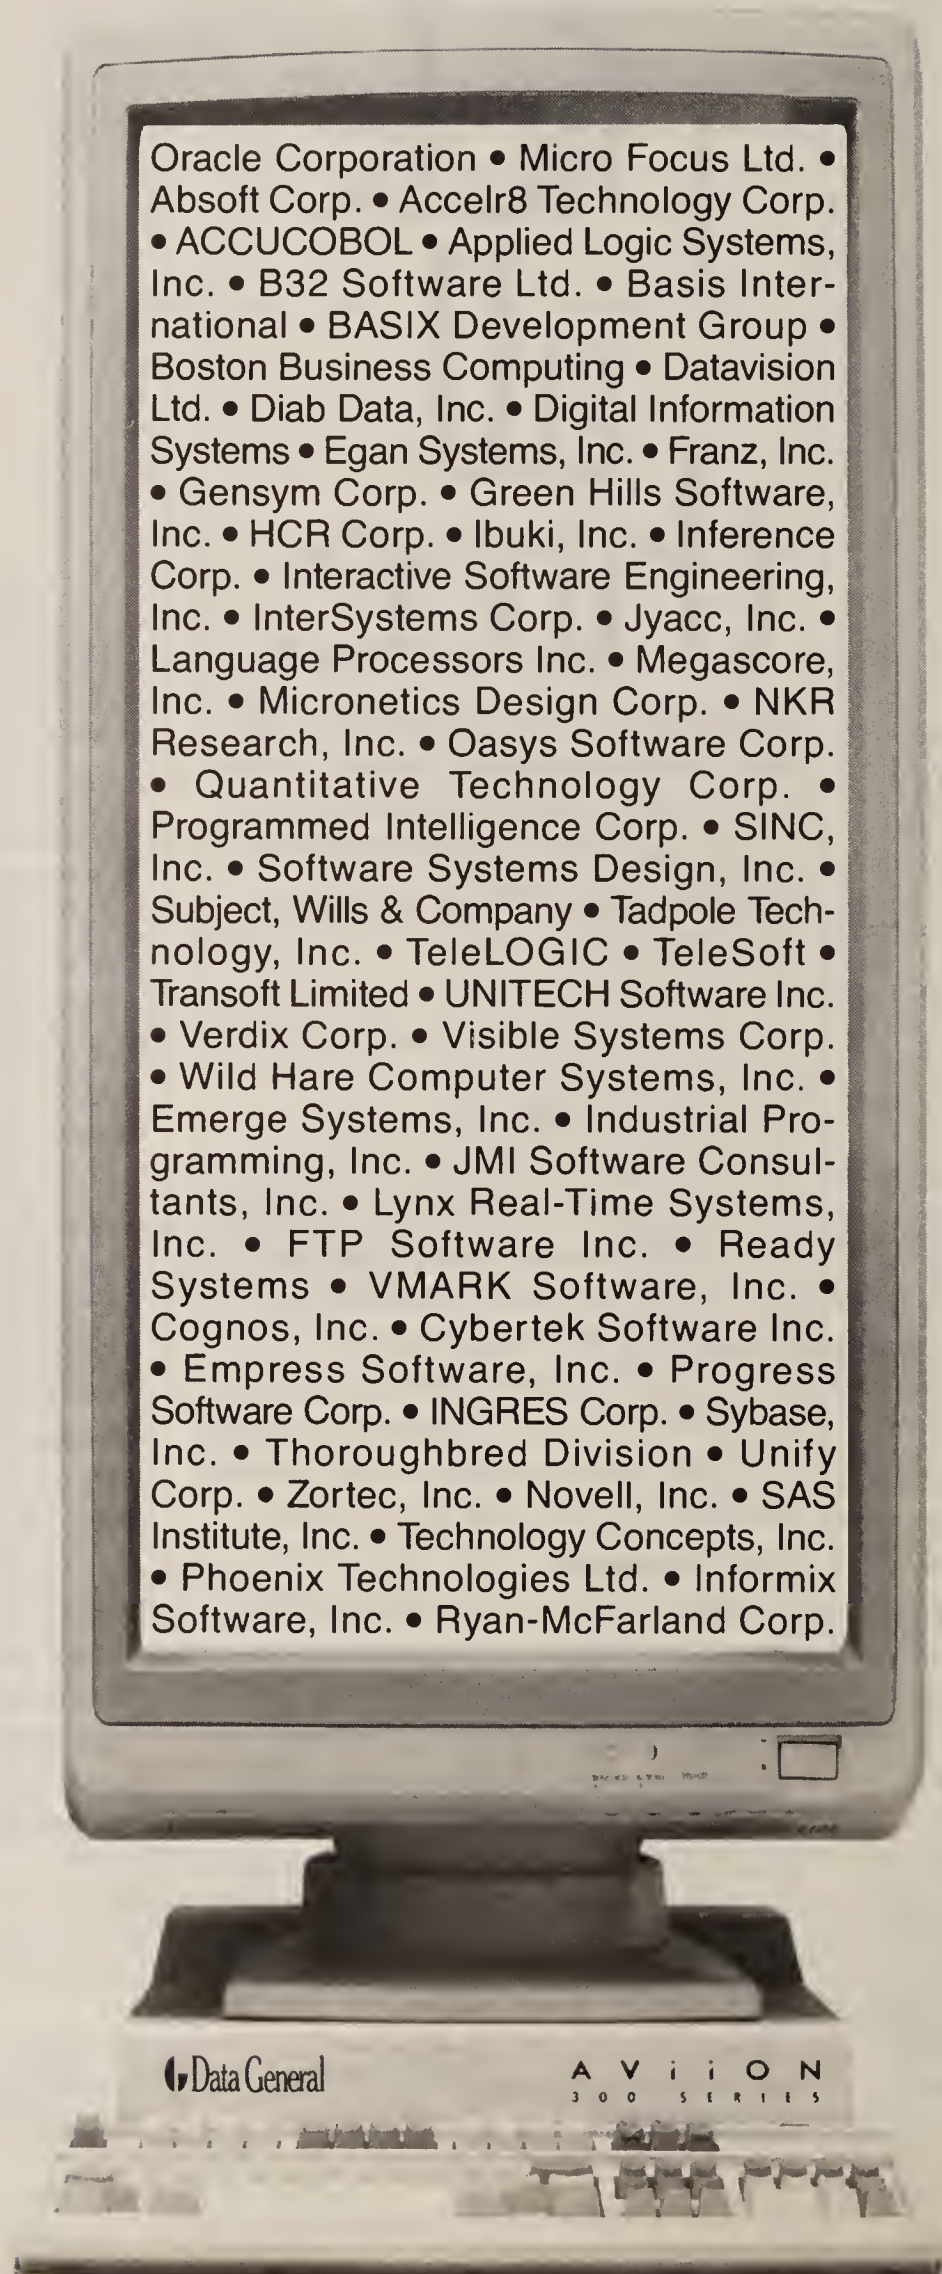 Oracle Corporation • Micro Focus Ltd. •
Absoft Corp. • Accelr8 Technology Corp.
• ACCUCOBOL • Applied Logic Systems,
Inc. • B32 Software Ltd. • Basis Inter-
national • BASIX Development Group •
Boston Business Computing • Datavision
Ltd. • Diab Data, Inc. • Digital Information
Systems • Egan Systems, Inc. • Franz, Inc.
• Gensym Corp. • Green Hills Software,
Inc. • HCR Corp. • Ibuki, Inc. • Inference
Corp. • Interactive Software Engineering,
Inc. • InterSystems Corp. • Jyacc, Inc. •
Language Processors Inc. • Megascore,
Inc. • Micronetics Design Corp. • NKR
Research, Inc. • Oasys Software Corp.
• Quantitative Technology Corp. •
Programmed Intelligence Corp. • SINC,
Inc. • Software Systems Design, Inc. •
Subject, Wills & Company • Tadpole Tech-
nology, Inc. • TeleLOGIC • TeleSoft •
Transoft Limited • UNITECH Software Inc.
• Verdix Corp. • Visible Systems Corp.
• Wild Hare Computer Systems, Inc. •
Emerge Systems, Inc. • Industrial Pro-
gramming, Inc. • JMI Software Consul-
tants, Inc. • Lynx Real-Time Systems,
Inc. • FTP Software Inc. • Ready
Systems • VMARK Software, Inc. •
Cognos, Inc. • Cybertek Software Inc.
• Empress Software, Inc. • Progress
Software Corp. • INGRES Corp. • Sybase,
Inc. • Thoroughbred Division • Unify
Corp. • Zortec, Inc. • Novell, Inc. • SAS
Institute, Inc. • Technology Concepts, Inc.
• Phoenix Technologies Ltd. • Informix
Software, Inc. • Ryan-McFarland Corp.
Data General
AViiON
300 SERIES